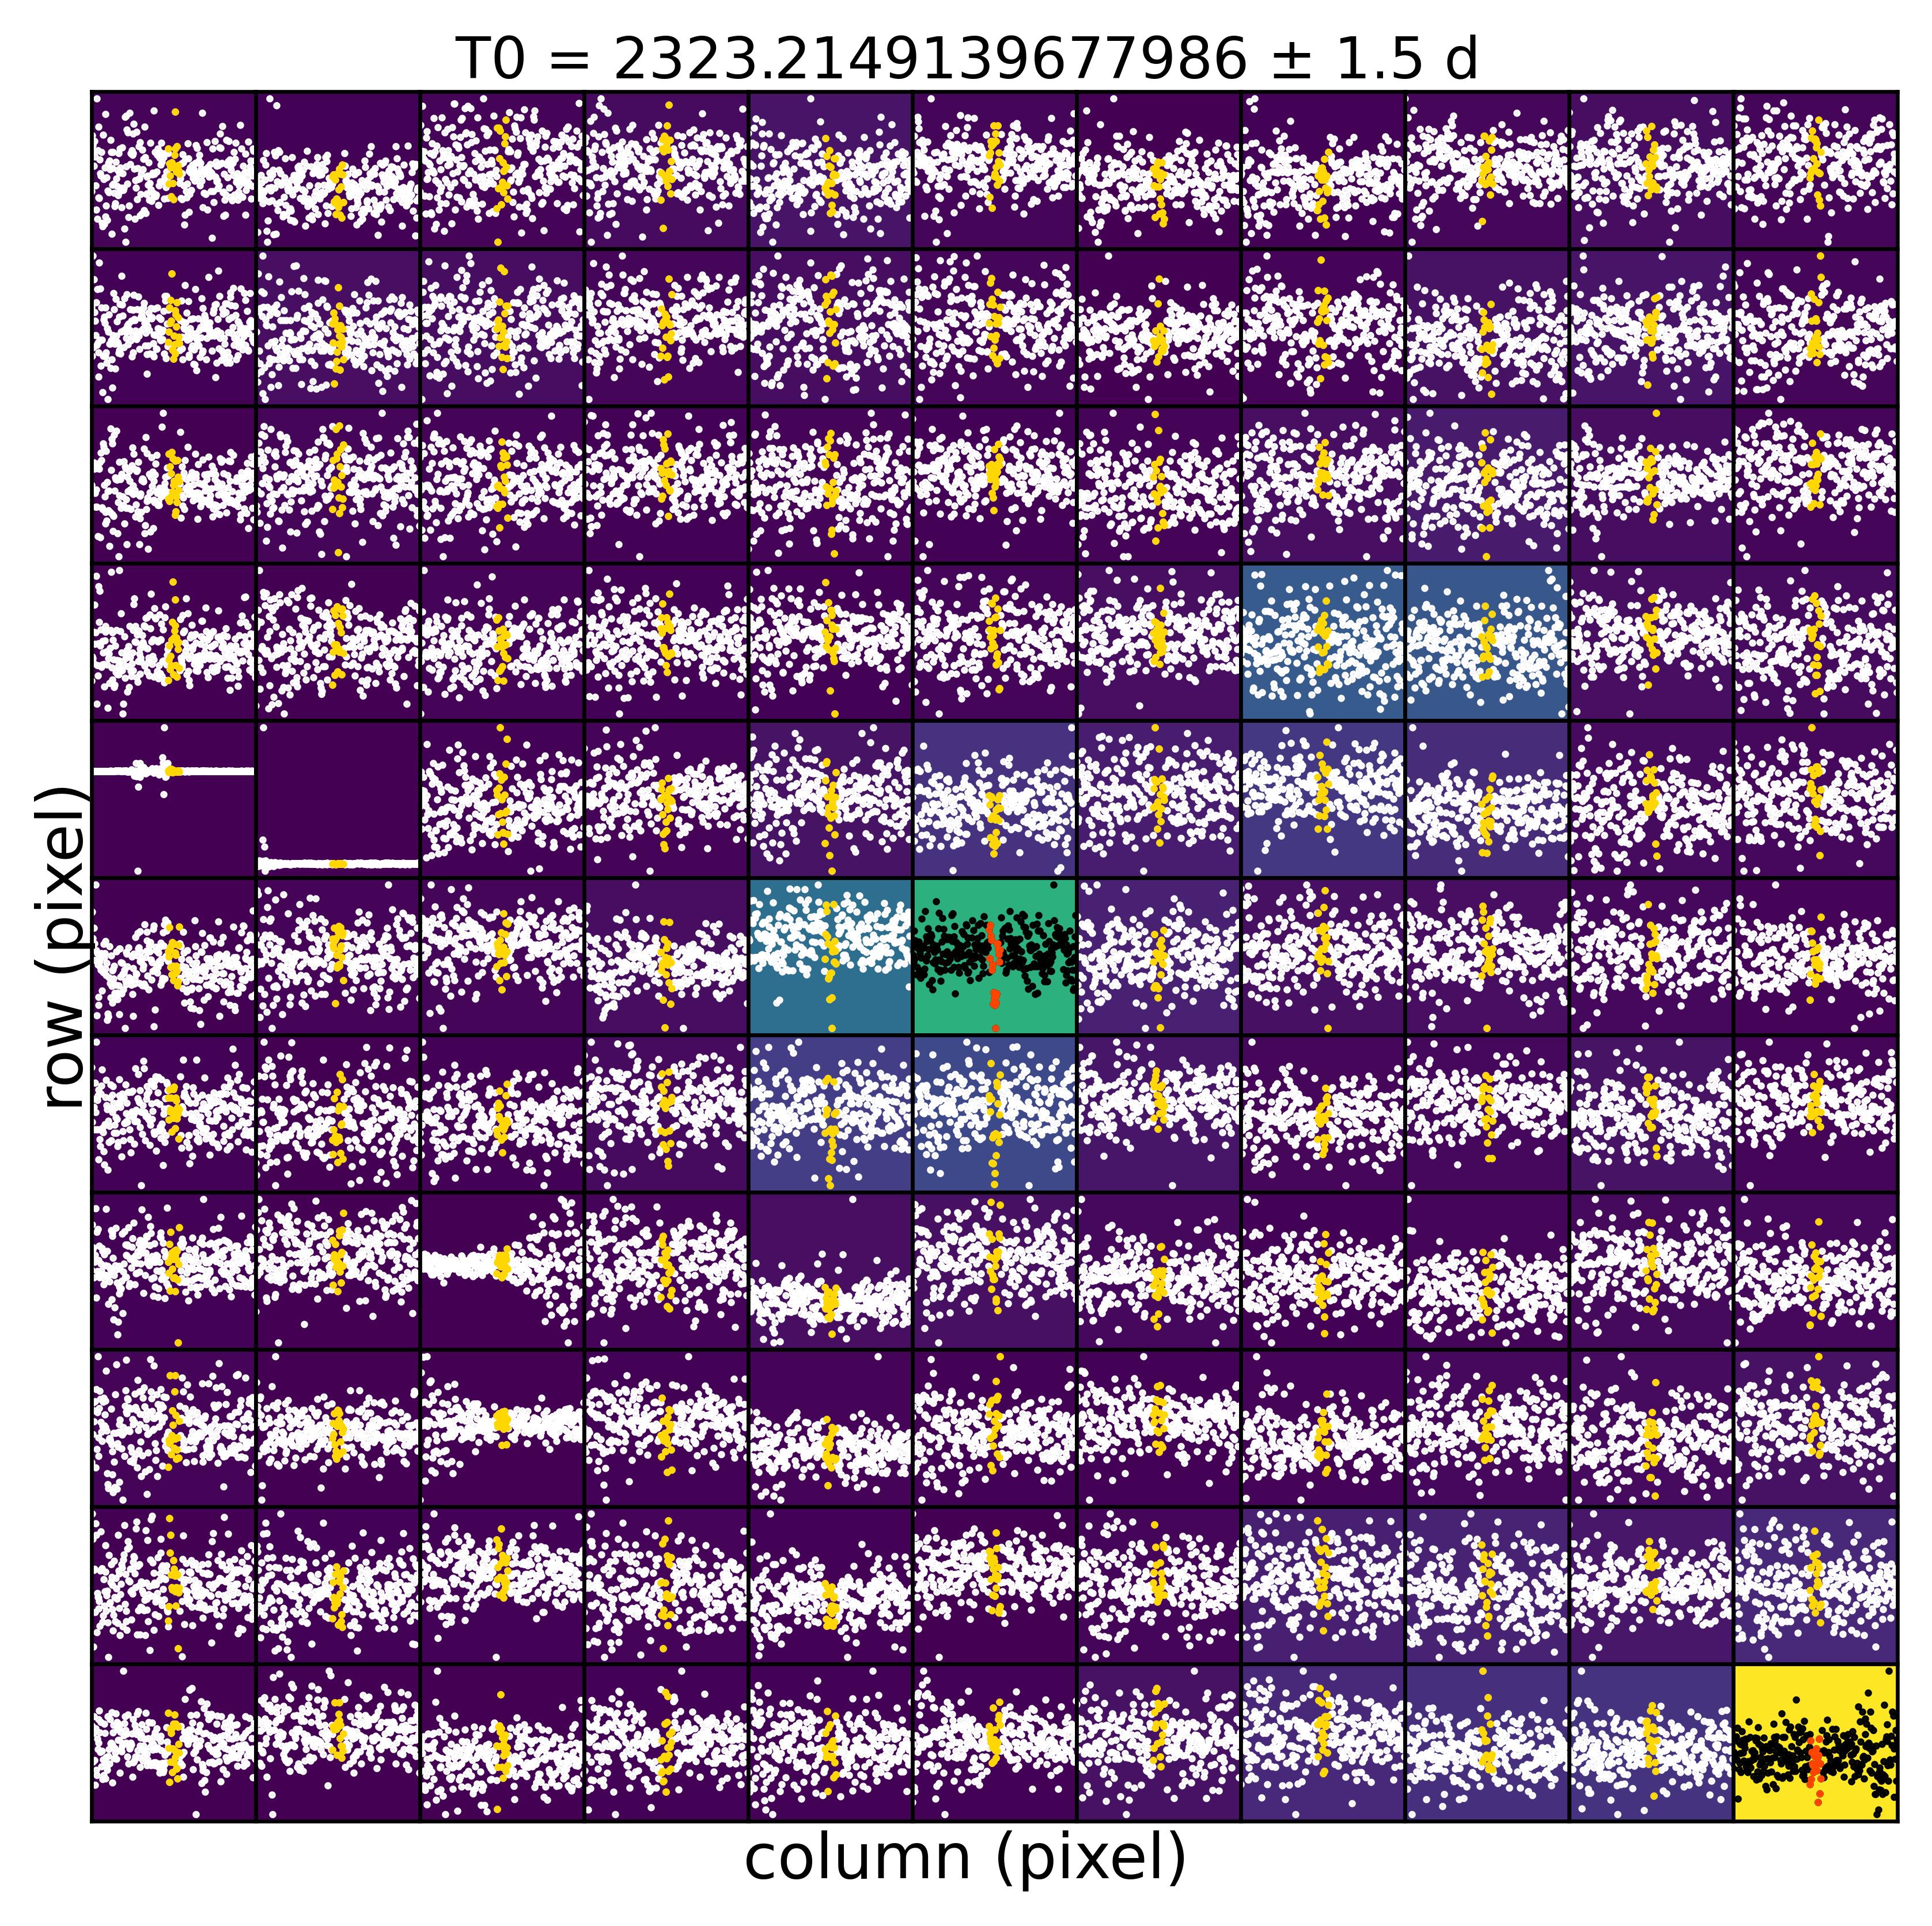 T0 = 2323.2149139677986 ± 1.5 d
row (pixel)
column (pixel)